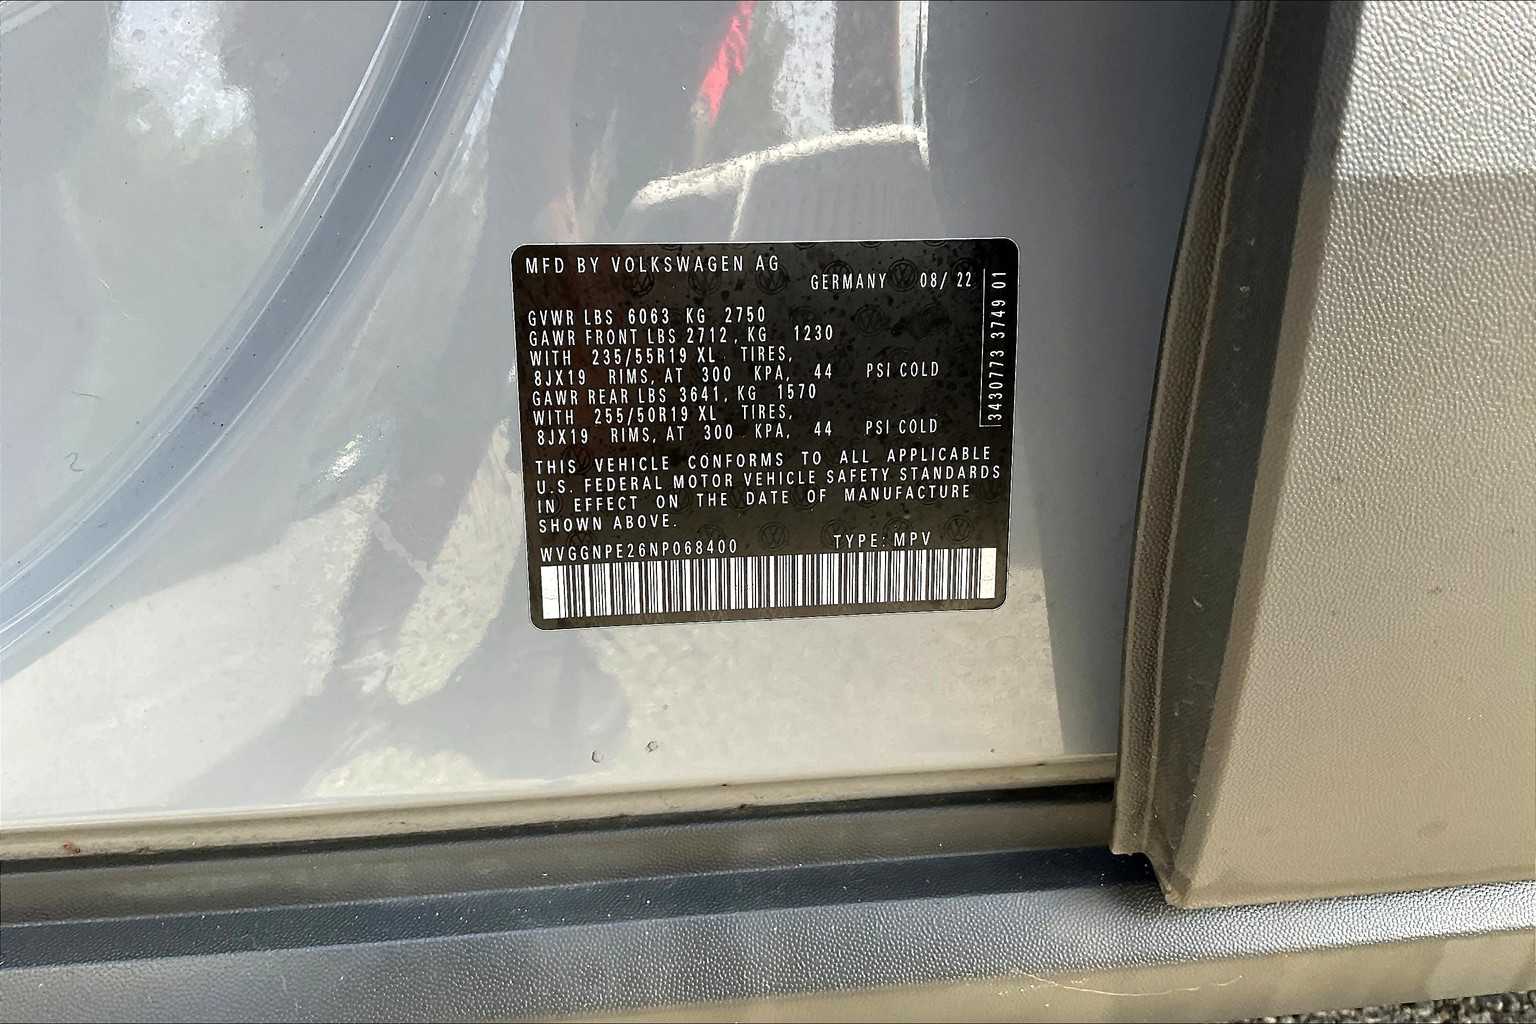 MFD BY VOLKSWAGEN AG
GERMANY 08/ 22
GVWR LBS 6063 KG 2750
GAWR FRONT LBS 2712, KG 1230
WITH 235/55R19 XL TIRES,
8JX19 RIMS, AT 300 KPA, 44 PSI COLD
GAWR REAR LBS 3641, KG 1570
WITH 255/50R19 XL TIRES,
8JX19 RIMS, AT 300 KPA, 44 PSI COLD
THIS VEHICLE CONFORMS TO ALL APPLICABLE
U.S. FEDERAL MOTOR VEHICLE SAFETY STANDARDS
IN EFFECT ON THE DATE OF MANUFACTURE
SHOWN ABOVE.
WVGGNPE26NP068400 TYPE: MPV
3430773 3749 01